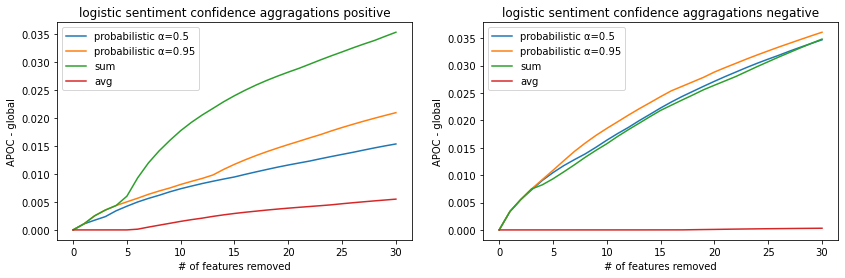 logistic sentiment confidence aggragations positive
0.035
0.030
0.025
0.020
0.015
0.010
0.005
0.000
APOC - global
probabilistic α=0.5
probabilistic α=0.95
sum
avg
0 5 10 15 20 25 30
# of features removed
logistic sentiment confidence aggragations negative
0.035
0.030
0.025
0.020
0.015
0.010
0.005
0.000
APOC - global
probabilistic α=0.5
probabilistic α=0.95
sum
avg
0 5 10 15 20 25 30
# of features removed